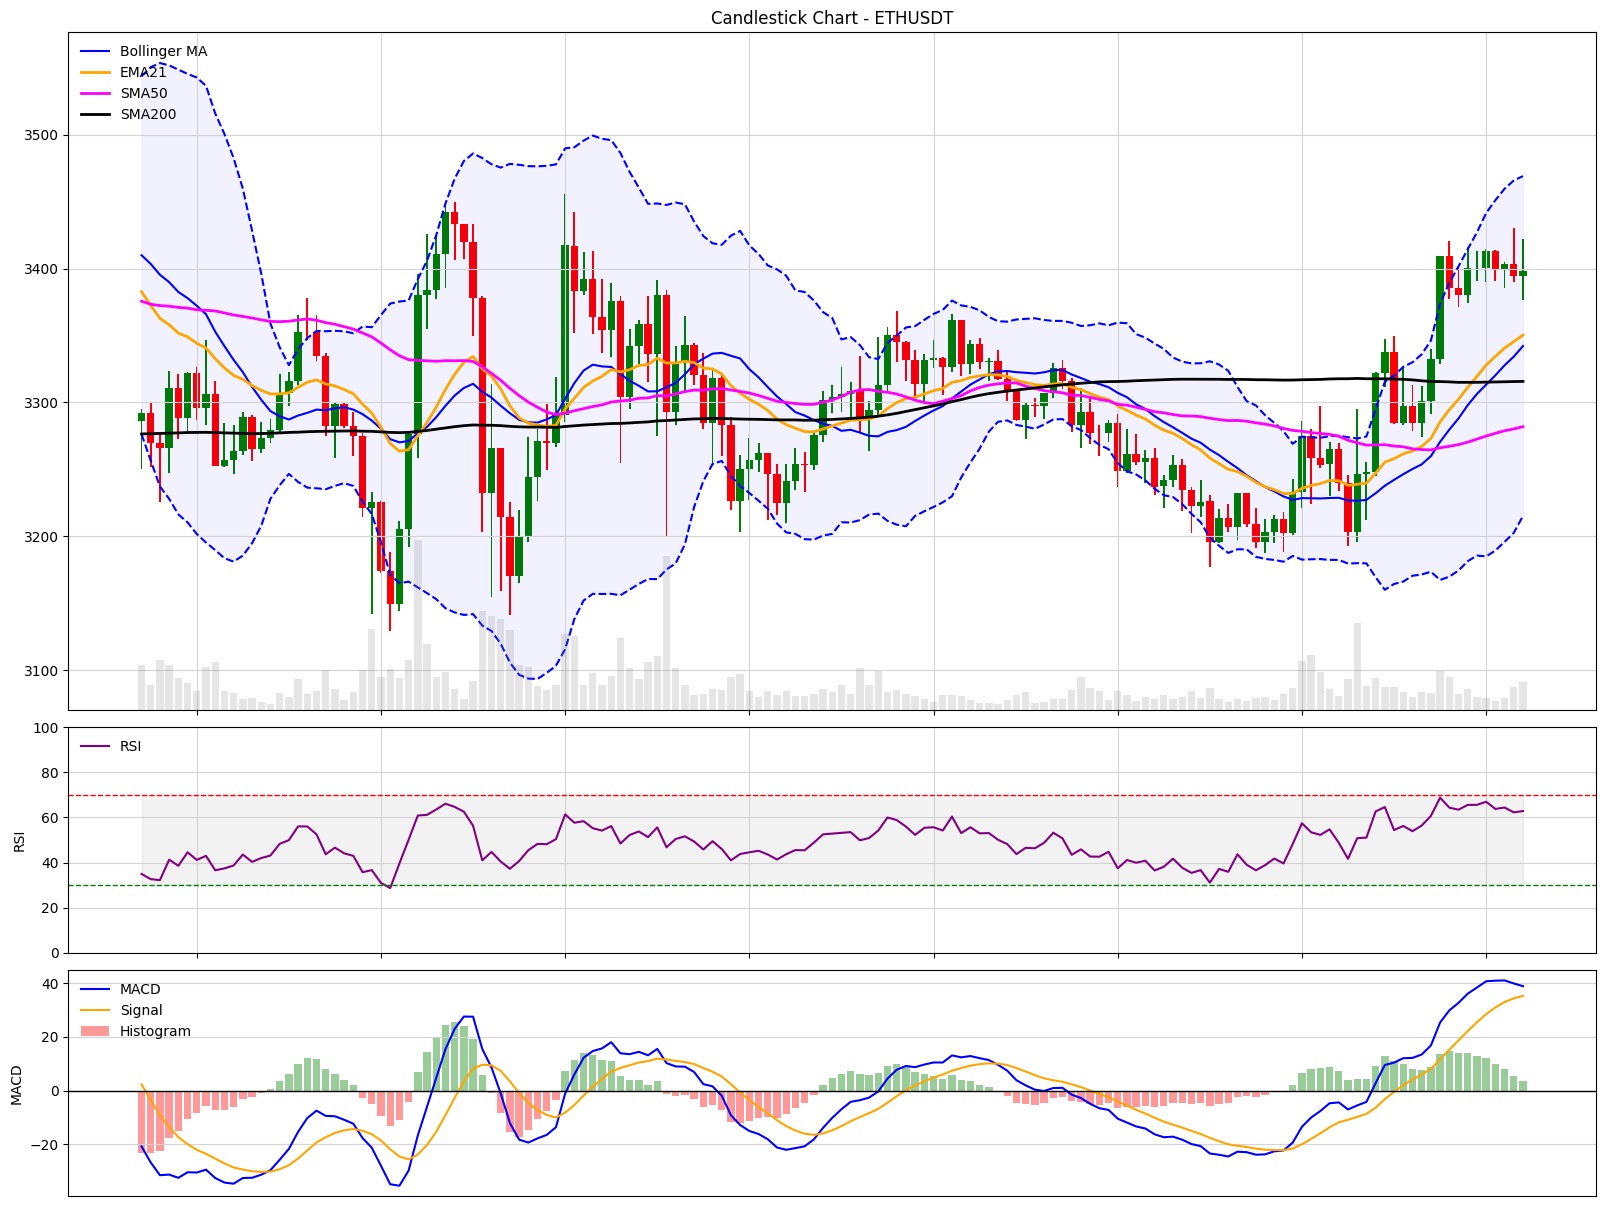 Candlestick Chart - ETHUSDT
Bollinger MA
EMA21
SMA50
SMA200
3500
3400
3300
3200
3100
RSI
100
80
60
40
20
0
RSI
MACD
Signal
Histogram
40
20
0
−20
MACD